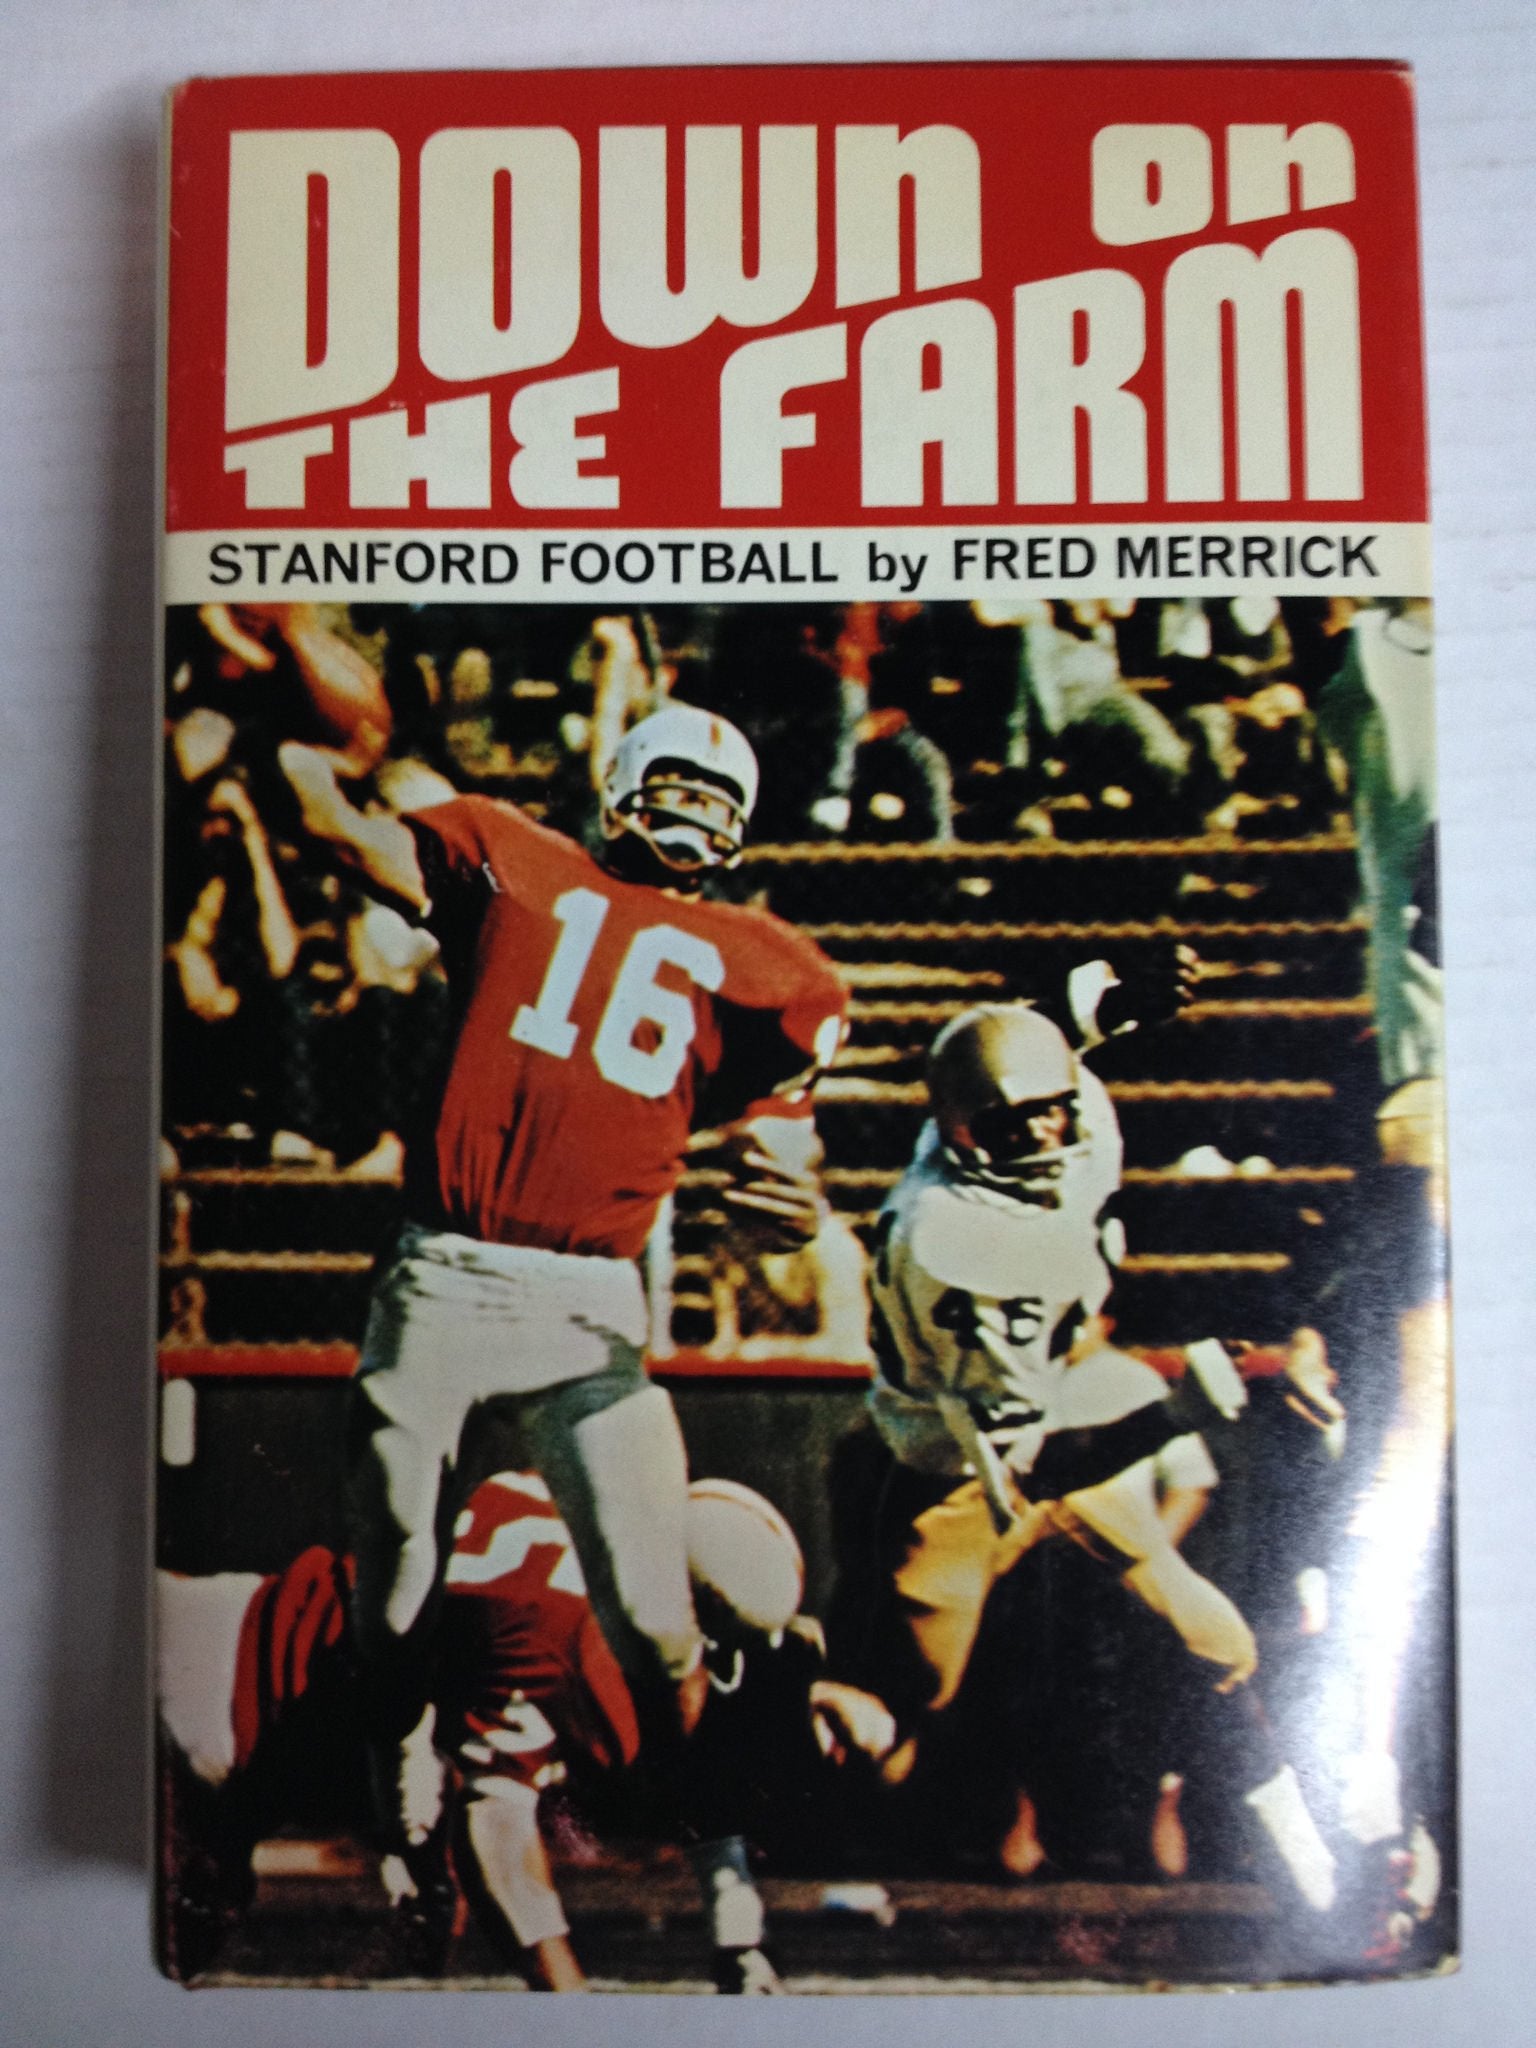 DOWN on
THE FARM
STANFORD FOOTBALL by FRED MERRICK
16